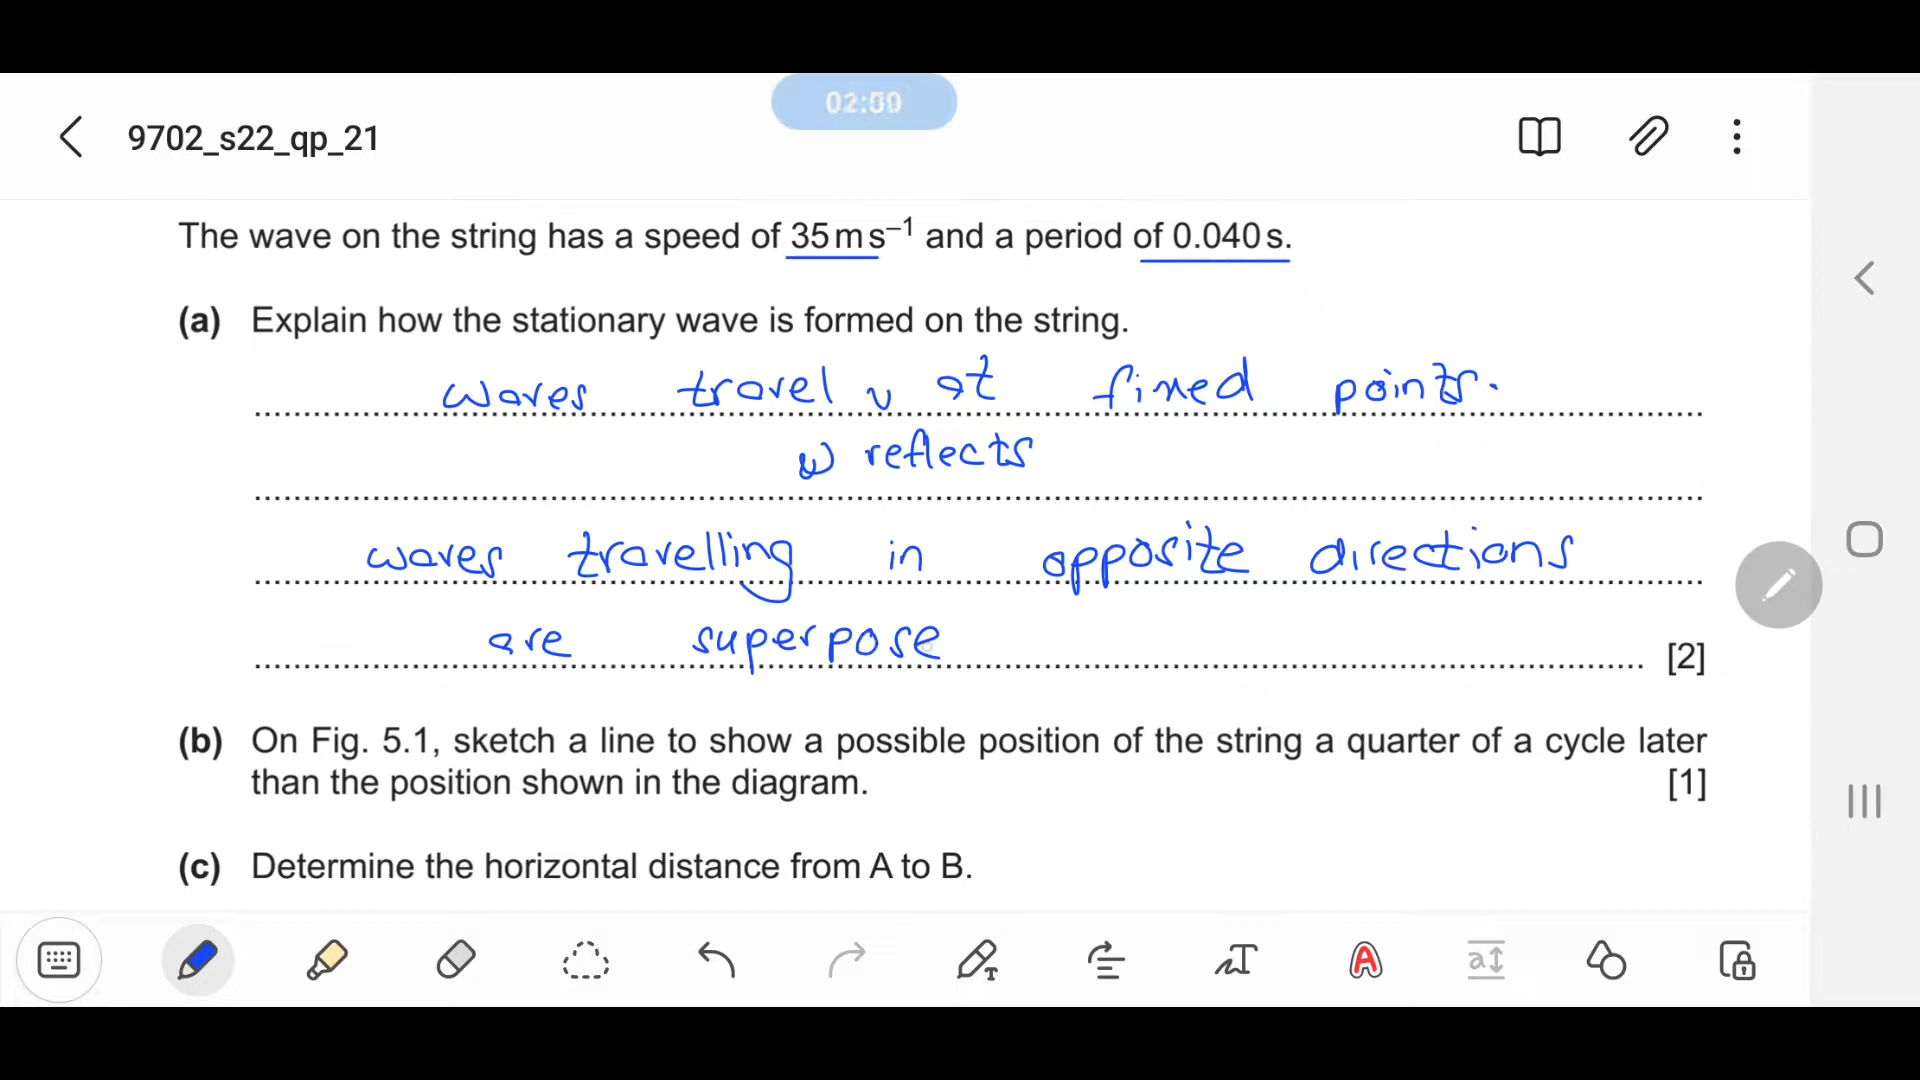 02:50
9702_s22_qp_21
The wave on the string has a speed of 35 m s⁻¹ and a period of 0.040 s.
(a) Explain how the stationary wave is formed on the string.
waves travel at fixed points.
reflects
waves travelling in opposite directions
are superpose
[2]
(b) On Fig. 5.1, sketch a line to show a possible position of the string a quarter of a cycle later
than the position shown in the diagram. [1]
(c) Determine the horizontal distance from A to B.